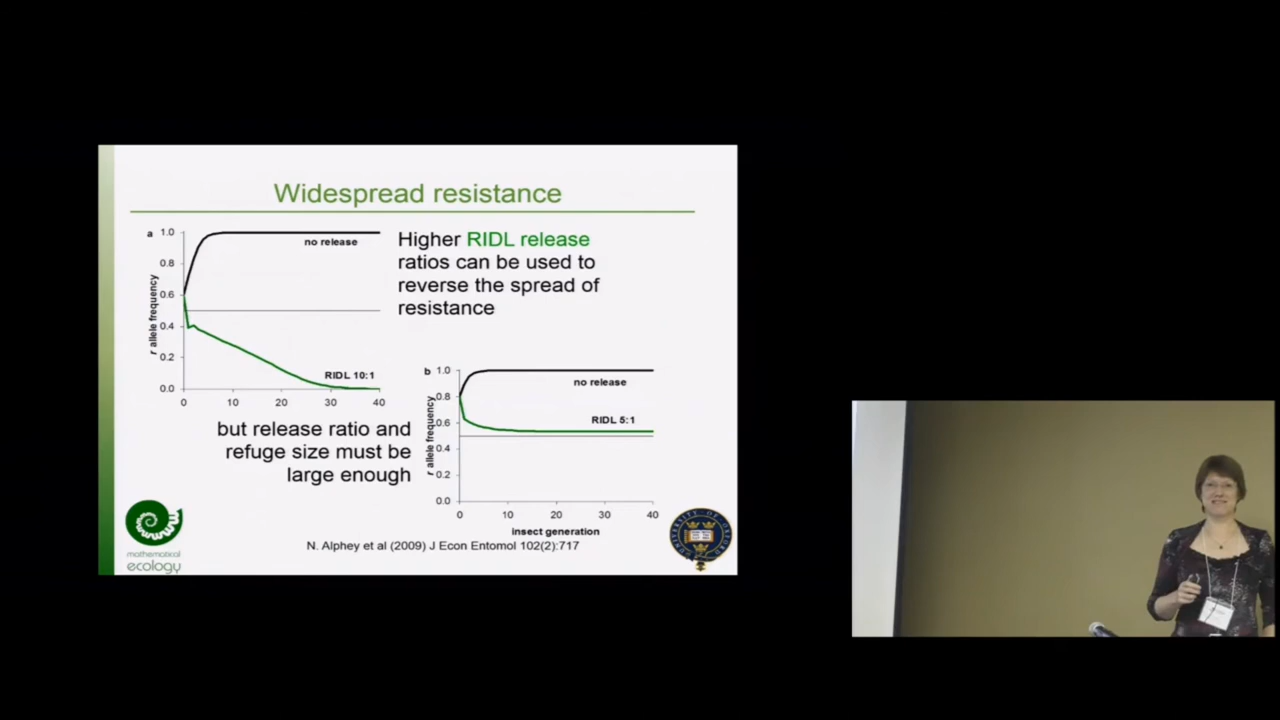 Widespread resistance
a
1.0
0.8
0.6
0.4
0.2
0.0
r allele frequency
no release
RIDL 10:1
0 10 20 30 40
Higher RIDL release
ratios can be used to
reverse the spread of
resistance
but release ratio and
refuge size must be
large enough
b
1.0
0.8
0.6
0.4
0.2
0.0
r allele frequency
no release
RIDL 5:1
0 10 20 30 40
insect generation
N. Alphey et al (2009) J Econ Entomol 102(2):717
mathematical
ecology
UNIVERSITY OF OXFORD